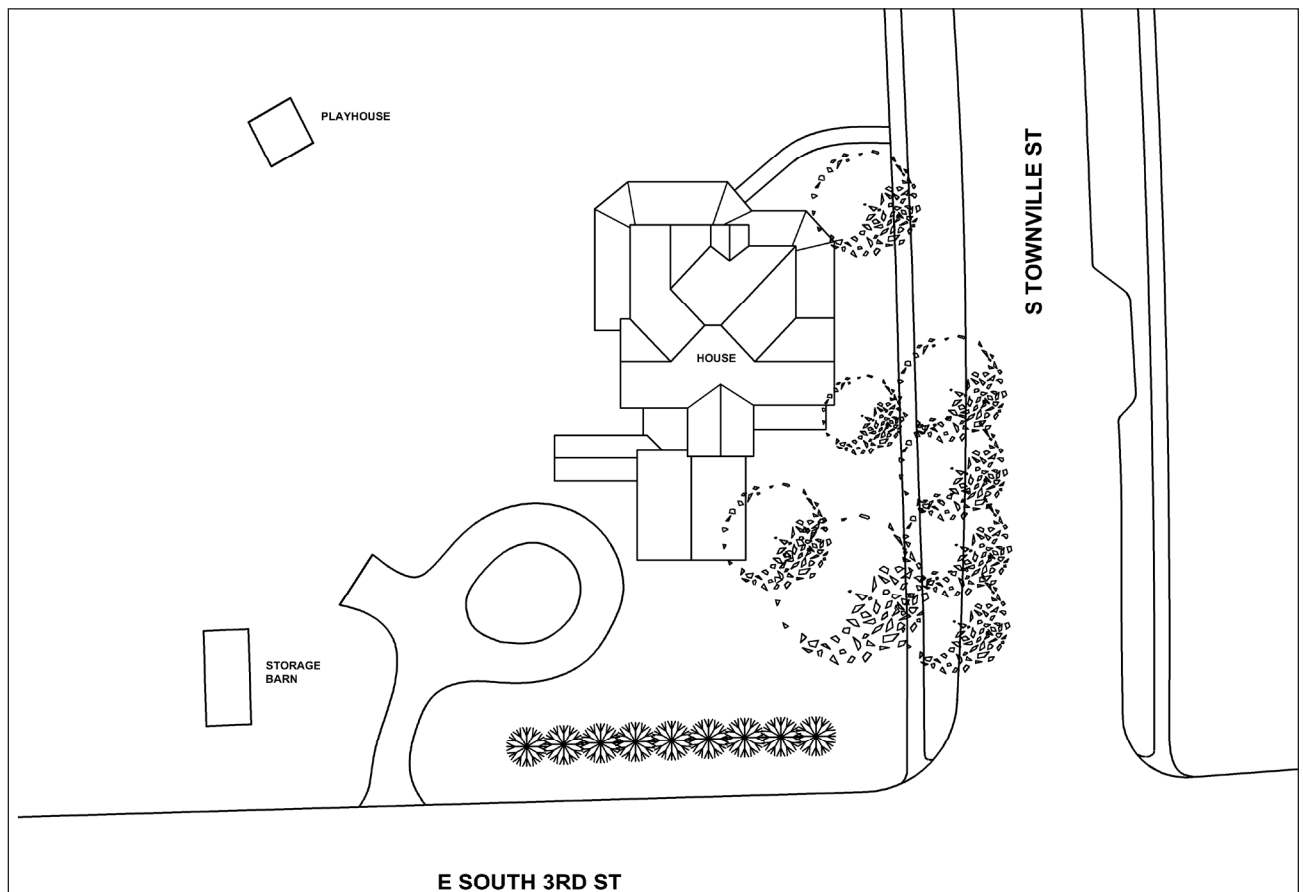 PLAYHOUSE
S TOWNVILLE ST
HOUSE
STORAGE
BARN
E SOUTH 3RD ST